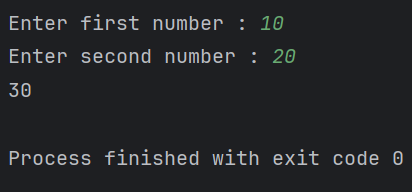 Enter first number : 10
Enter second number : 20
30
Process finished with exit code 0